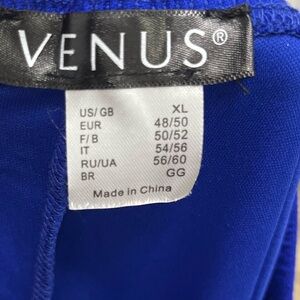 VENUS®
US/GB XL
EUR 48/50
F/B 50/52
IT 54/56
RU/UA 56/60
BR GG
Made in China